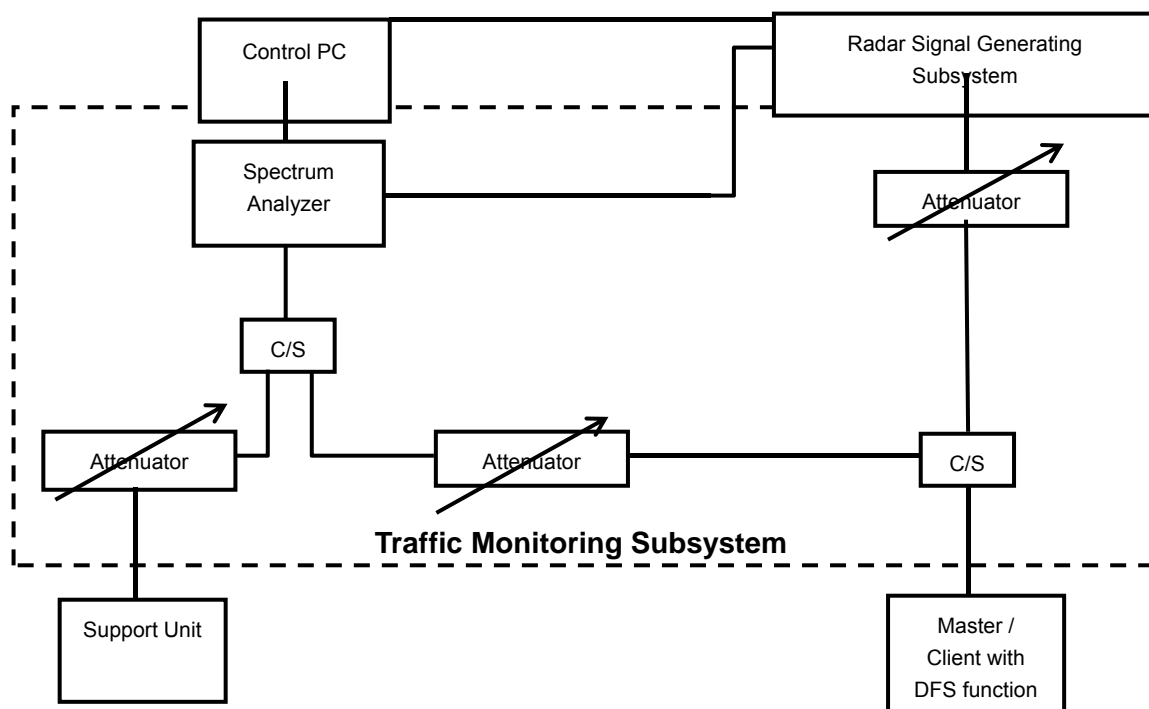 Control PC
Radar Signal Generating
Subsystem
Spectrum
Analyzer
Attenuator
C/S
Attenuator
Attenuator
C/S
Traffic Monitoring Subsystem
Support Unit
Master /
Client with
DFS function